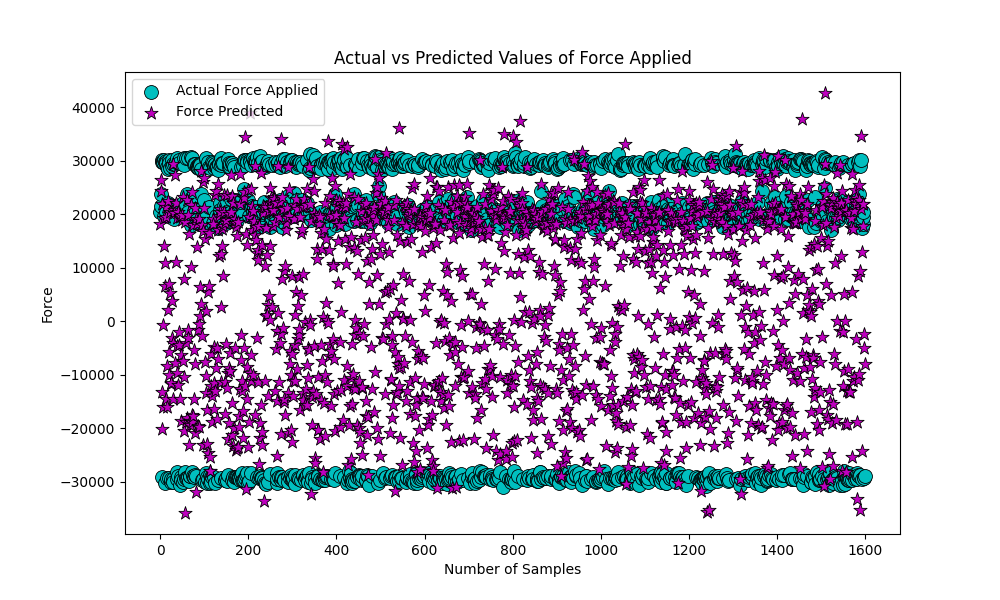 Actual vs Predicted Values of Force Applied
Actual Force Applied
Force Predicted
40000
30000
20000
10000
0
−10000
−20000
−30000
Force
0 200 400 600 800 1000 1200 1400 1600
Number of Samples